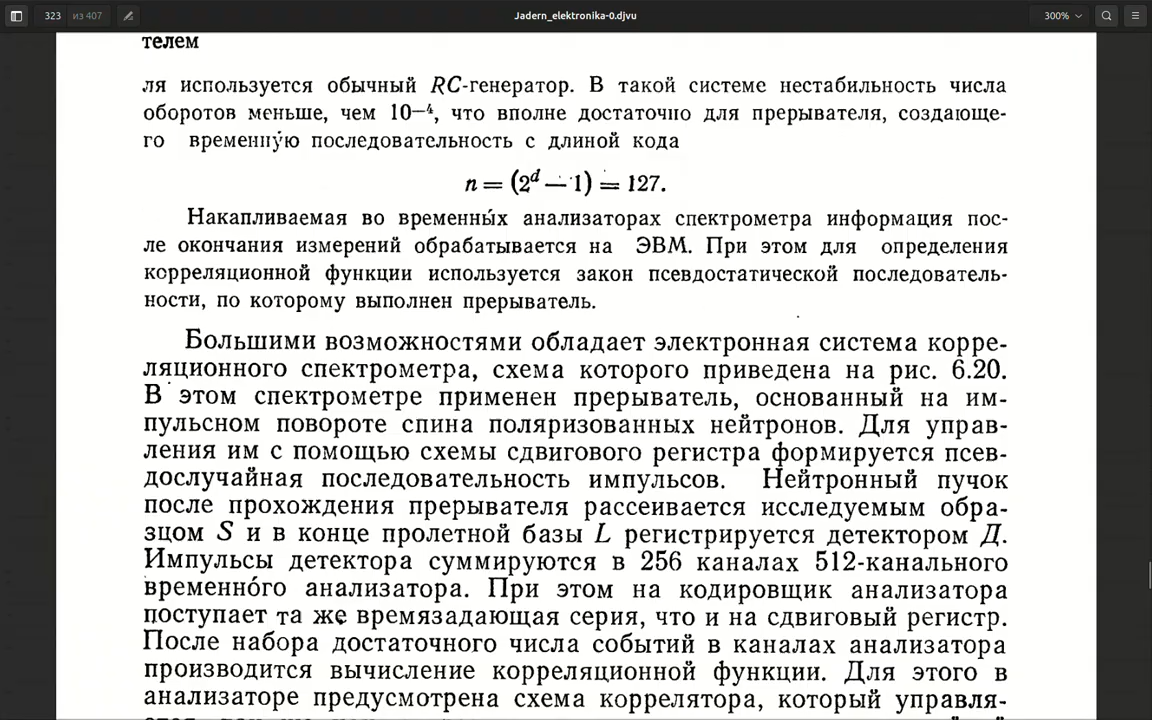 323
из 407
Jadern_elektronika-0.djvu
300%
телем
ля используется обычный RC-генератор. В такой системе нестабильность числа
оборотов меньше, чем 10—⁴, что вполне достаточно для прерывателя, создающе-
го временную последовательность с длиной кода
n = (2ᵈ — 1) = 127.
Накапливаемая во временны́х анализаторах спектрометра информация пос-
ле окончания измерений обрабатывается на ЭВМ. При этом для определения
корреляционной функции используется закон псевдостатической последователь-
ности, по которому выполнен прерыватель.
Большими возможностями обладает электронная система корре-
ляционного спектрометра, схема которого приведена на рис. 6.20.
В этом спектрометре применен прерыватель, основанный на им-
пульсном повороте спина поляризованных нейтронов. Для управ-
ления им с помощью схемы сдвигового регистра формируется псев-
дослучайная последовательность импульсов. Нейтронный пучок
после прохождения прерывателя рассеивается исследуемым обра-
зцом S и в конце пролетной базы L регистрируется детектором Д.
Импульсы детектора суммируются в 256 каналах 512-канального
временно́го анализатора. При этом на кодировщик анализатора
поступает та же времязадающая серия, что и на сдвиговый регистр.
После набора достаточного числа событий в каналах анализатора
производится вычисление корреляционной функции. Для этого в
анализаторе предусмотрена схема коррелятора, который управля-